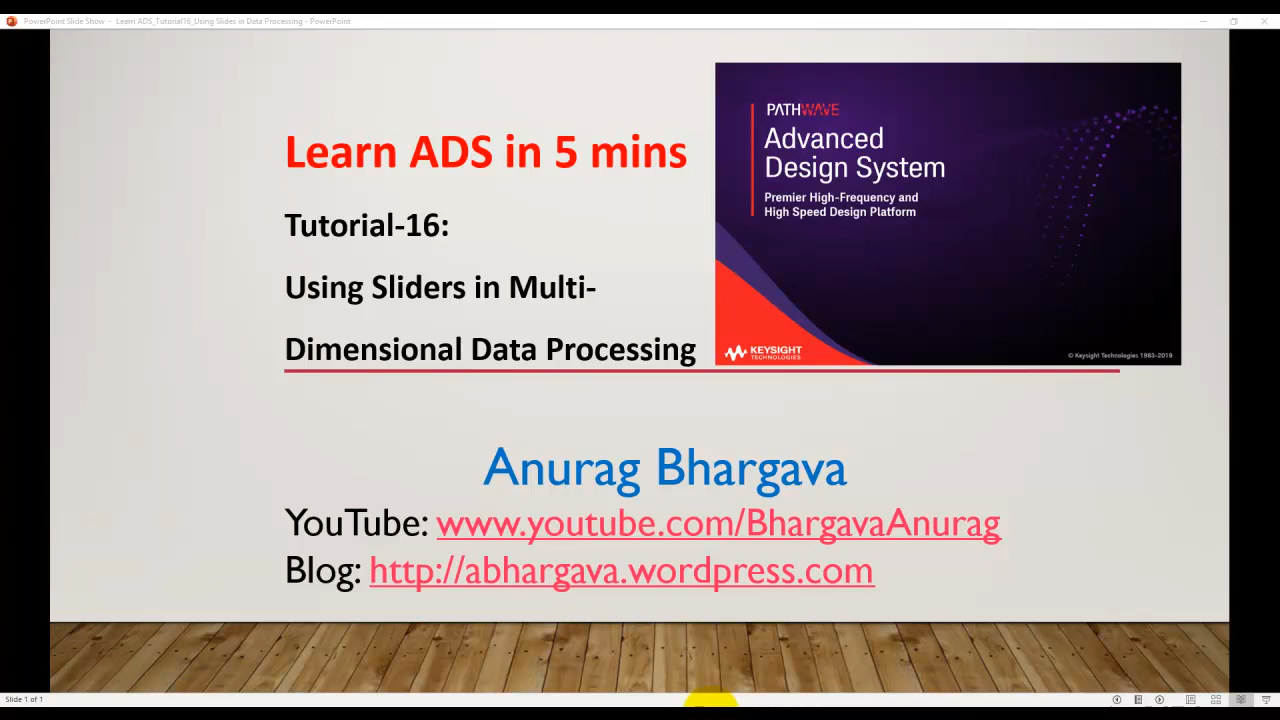 PowerPoint Slide Show - Learn ADS_Tutorial16_Using Slides in Data Processing - PowerPoint
Learn ADS in 5 mins
Tutorial-16:
Using Sliders in Multi-
Dimensional Data Processing
PATHWAVE
Advanced
Design System
Premier High-Frequency and
High Speed Design Platform
KEYSIGHT
TECHNOLOGIES
© Keysight Technologies 1983-2019
Anurag Bhargava
YouTube: www.youtube.com/BhargavaAnurag
Blog: http://abhargava.wordpress.com
Slide 1 of 1